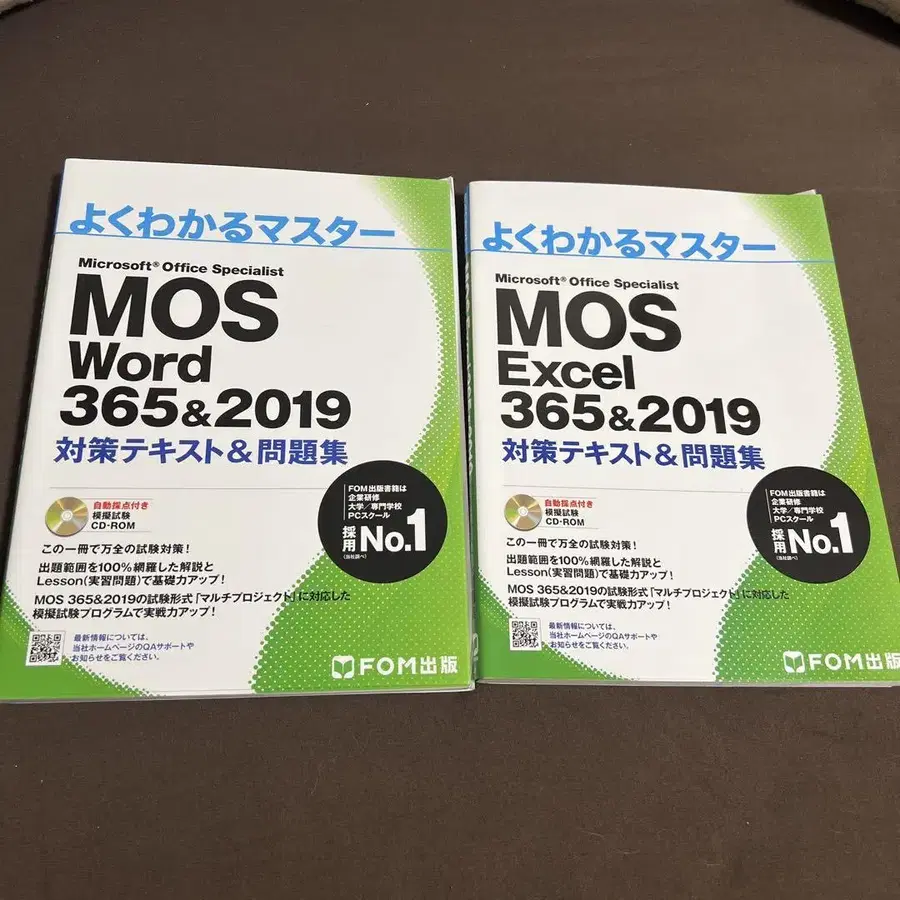 よくわかるマスター
Microsoft® Office Specialist
MOS
Word
365&2019
対策テキスト&問題集
自動採点付き
模擬試験
CD-ROM
FOM出版書籍は
企業研修
大学/専門学校
PCスクール
採用No.1
(当社調べ)
この一冊で万全の試験対策!
出題範囲を100%網羅した解説と
Lesson(実習問題)で基礎力アップ!
MOS 365&2019の試験形式「マルチプロジェクト」に対応した
模擬試験プログラムで実戦力アップ!
最新情報については、
当社ホームページのQAサポートや
お知らせをご覧ください。
FOM出版
よくわかるマスター
Microsoft® Office Specialist
MOS
Excel
365&2019
対策テキスト&問題集
自動採点付き
模擬試験
CD-ROM
FOM出版書籍は
企業研修
大学/専門学校
PCスクール
採用No.1
(当社調べ)
この一冊で万全の試験対策!
出題範囲を100%網羅した解説と
Lesson(実習問題)で基礎力アップ!
MOS 365&2019の試験形式「マルチプロジェクト」に対応した
模擬試験プログラムで実戦力アップ!
最新情報については、
当社ホームページのQAサポートや
お知らせをご覧ください。
FOM出版